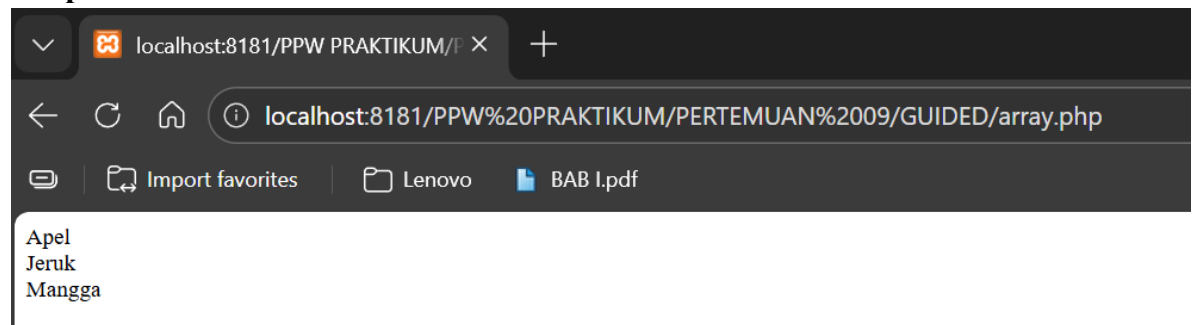 localhost:8181/PPW PRAKTIKUM/P
localhost:8181/PPW%20PRAKTIKUM/PERTEMUAN%2009/GUIDED/array.php
Import favorites Lenovo BAB I.pdf
Apel
Jeruk
Mangga